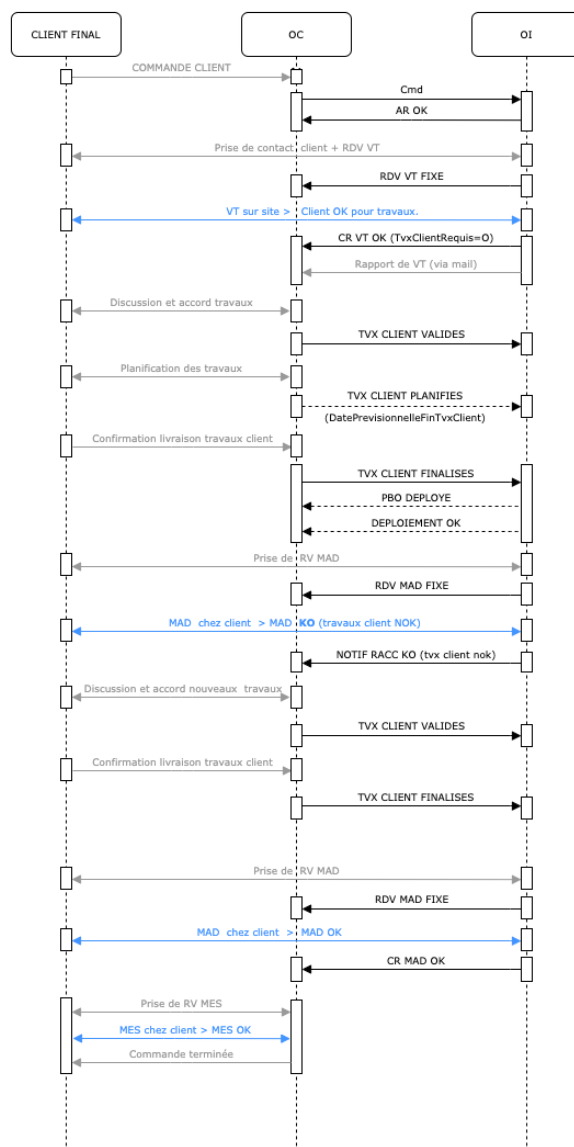 CLIENT FINAL
OC
OI
COMMANDE CLIENT
Cmd
AR OK
Prise de contact client + RDV VT
RDV VT FIXE
VT sur site > Client OK pour travaux.
CR VT OK (TvxClientRequis=O)
Rapport de VT (via mail)
Discussion et accord travaux
TVX CLIENT VALIDES
Planification des travaux
TVX CLIENT PLANIFIES
(DatePrevisionnelleFinTvxClient)
Confirmation livraison travaux client
TVX CLIENT FINALISES
PBO DEPLOYE
DEPLOIEMENT OK
Prise de RV MAD
RDV MAD FIXE
MAD chez client > MAD KO (travaux client NOK)
NOTIF RACC KO (tvx client nok)
Discussion et accord nouveaux travaux
TVX CLIENT VALIDES
Confirmation livraison travaux client
TVX CLIENT FINALISES
Prise de RV MAD
RDV MAD FIXE
MAD chez client > MAD OK
CR MAD OK
Prise de RV MES
MES chez client > MES OK
Commande terminée